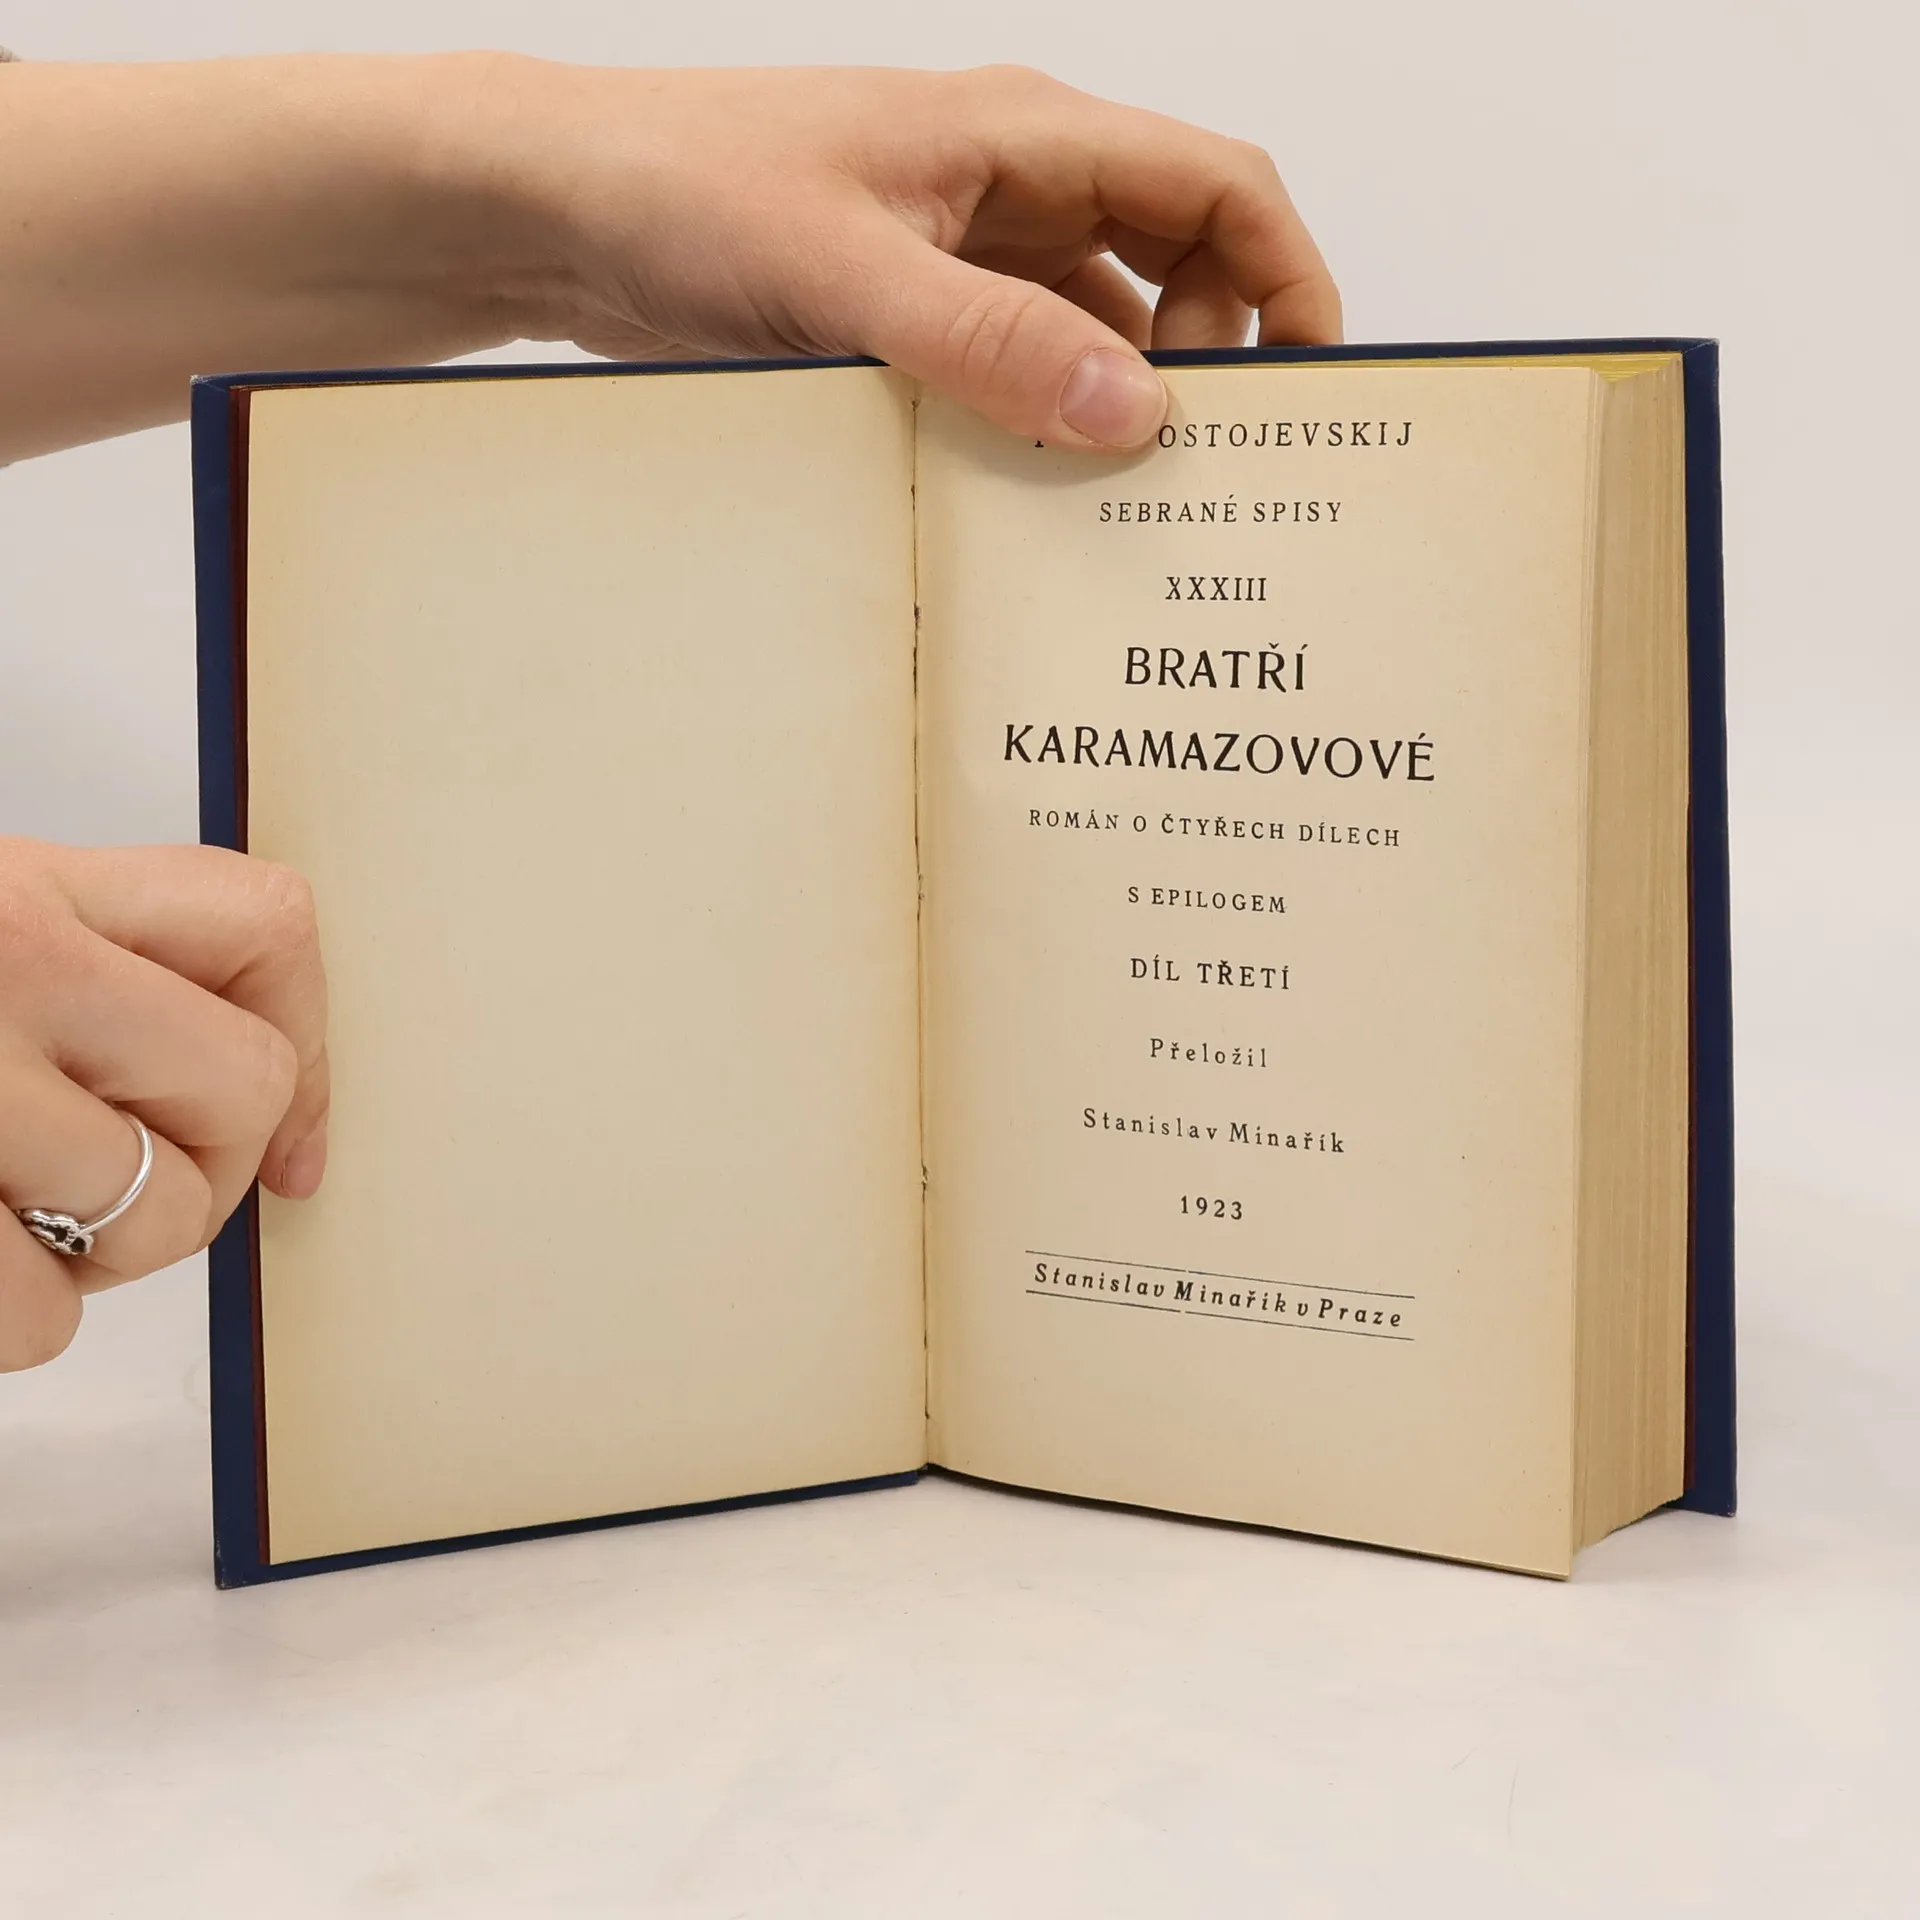 OSTOJEVSKIJ
SEBRANÉ SPISY
XXXIII
BRATŘÍ
KARAMAZOVOVÉ
ROMÁN O ČTYŘECH DÍLECH
S EPILOGEM
DÍL TŘETÍ
Přeložil
Stanislav Minařík
1923
Stanislav Minařík v Praze